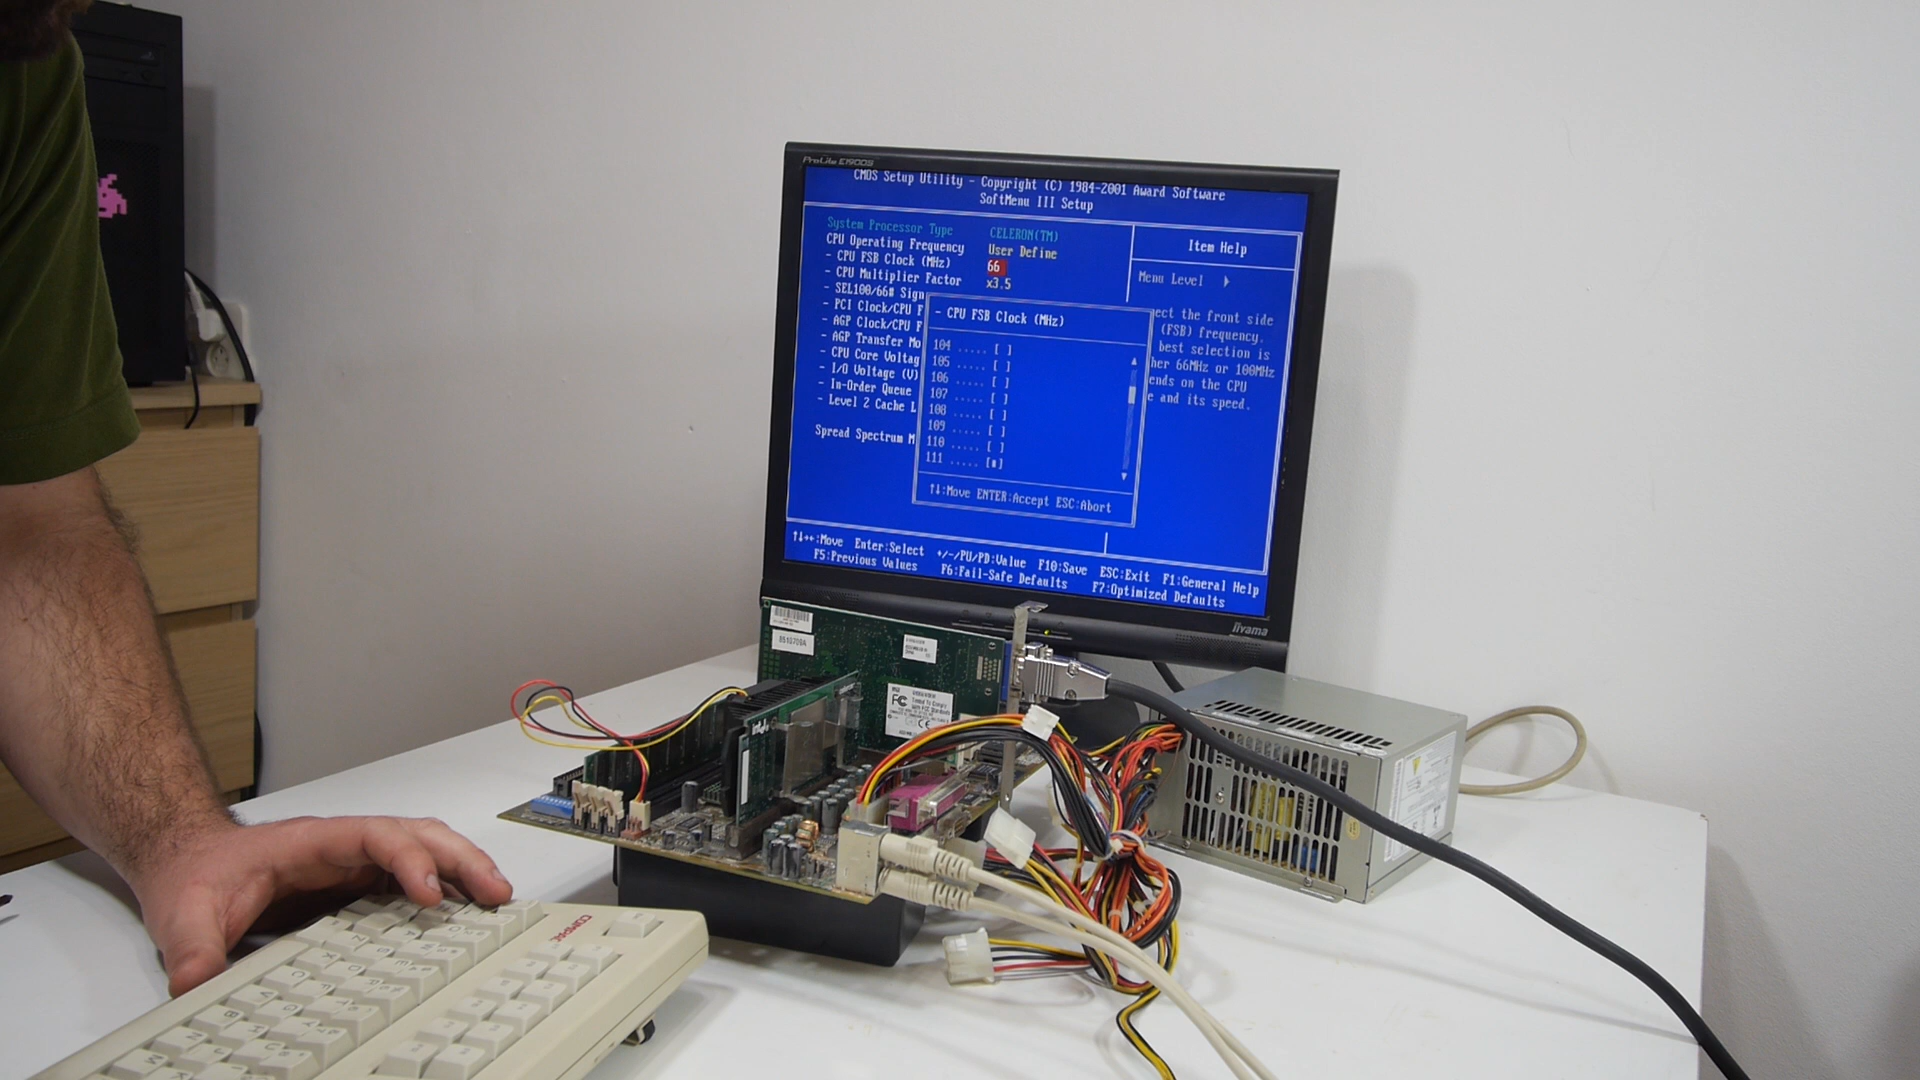 ProLite E1900S
CMOS Setup Utility - Copyright (C) 1984-2001 Award Software
SoftMenu III Setup
System Processor Type CELERON(TM)
CPU Operating Frequency User Define
- CPU FSB Clock (MHz) 66
- CPU Multiplier Factor x3.5
- SEL100/66# Sign
- PCI Clock/CPU F
- AGP Clock/CPU F
- AGP Transfer Mo
- CPU Core Voltag
- I/O Voltage (V)
- In-Order Queue
- Level 2 Cache L
Spread Spectrum M
- CPU FSB Clock (MHz)
104 ..... [ ]
105 ..... [ ]
106 ..... [ ]
107 ..... [ ]
108 ..... [ ]
109 ..... [ ]
110 ..... [ ]
111 ..... [■]
↑↓:Move ENTER:Accept ESC:Abort
Item Help
Menu Level ▶
ect the front side
(FSB) frequency.
best selection is
her 66MHz or 100MHz
ends on the CPU
e and its speed.
↑↓→←:Move Enter:Select +/-/PU/PD:Value F10:Save ESC:Exit F1:General Help
F5:Previous Values F6:Fail-Safe Defaults F7:Optimized Defaults
iiyama
intel
FC
CE
COMPAQ